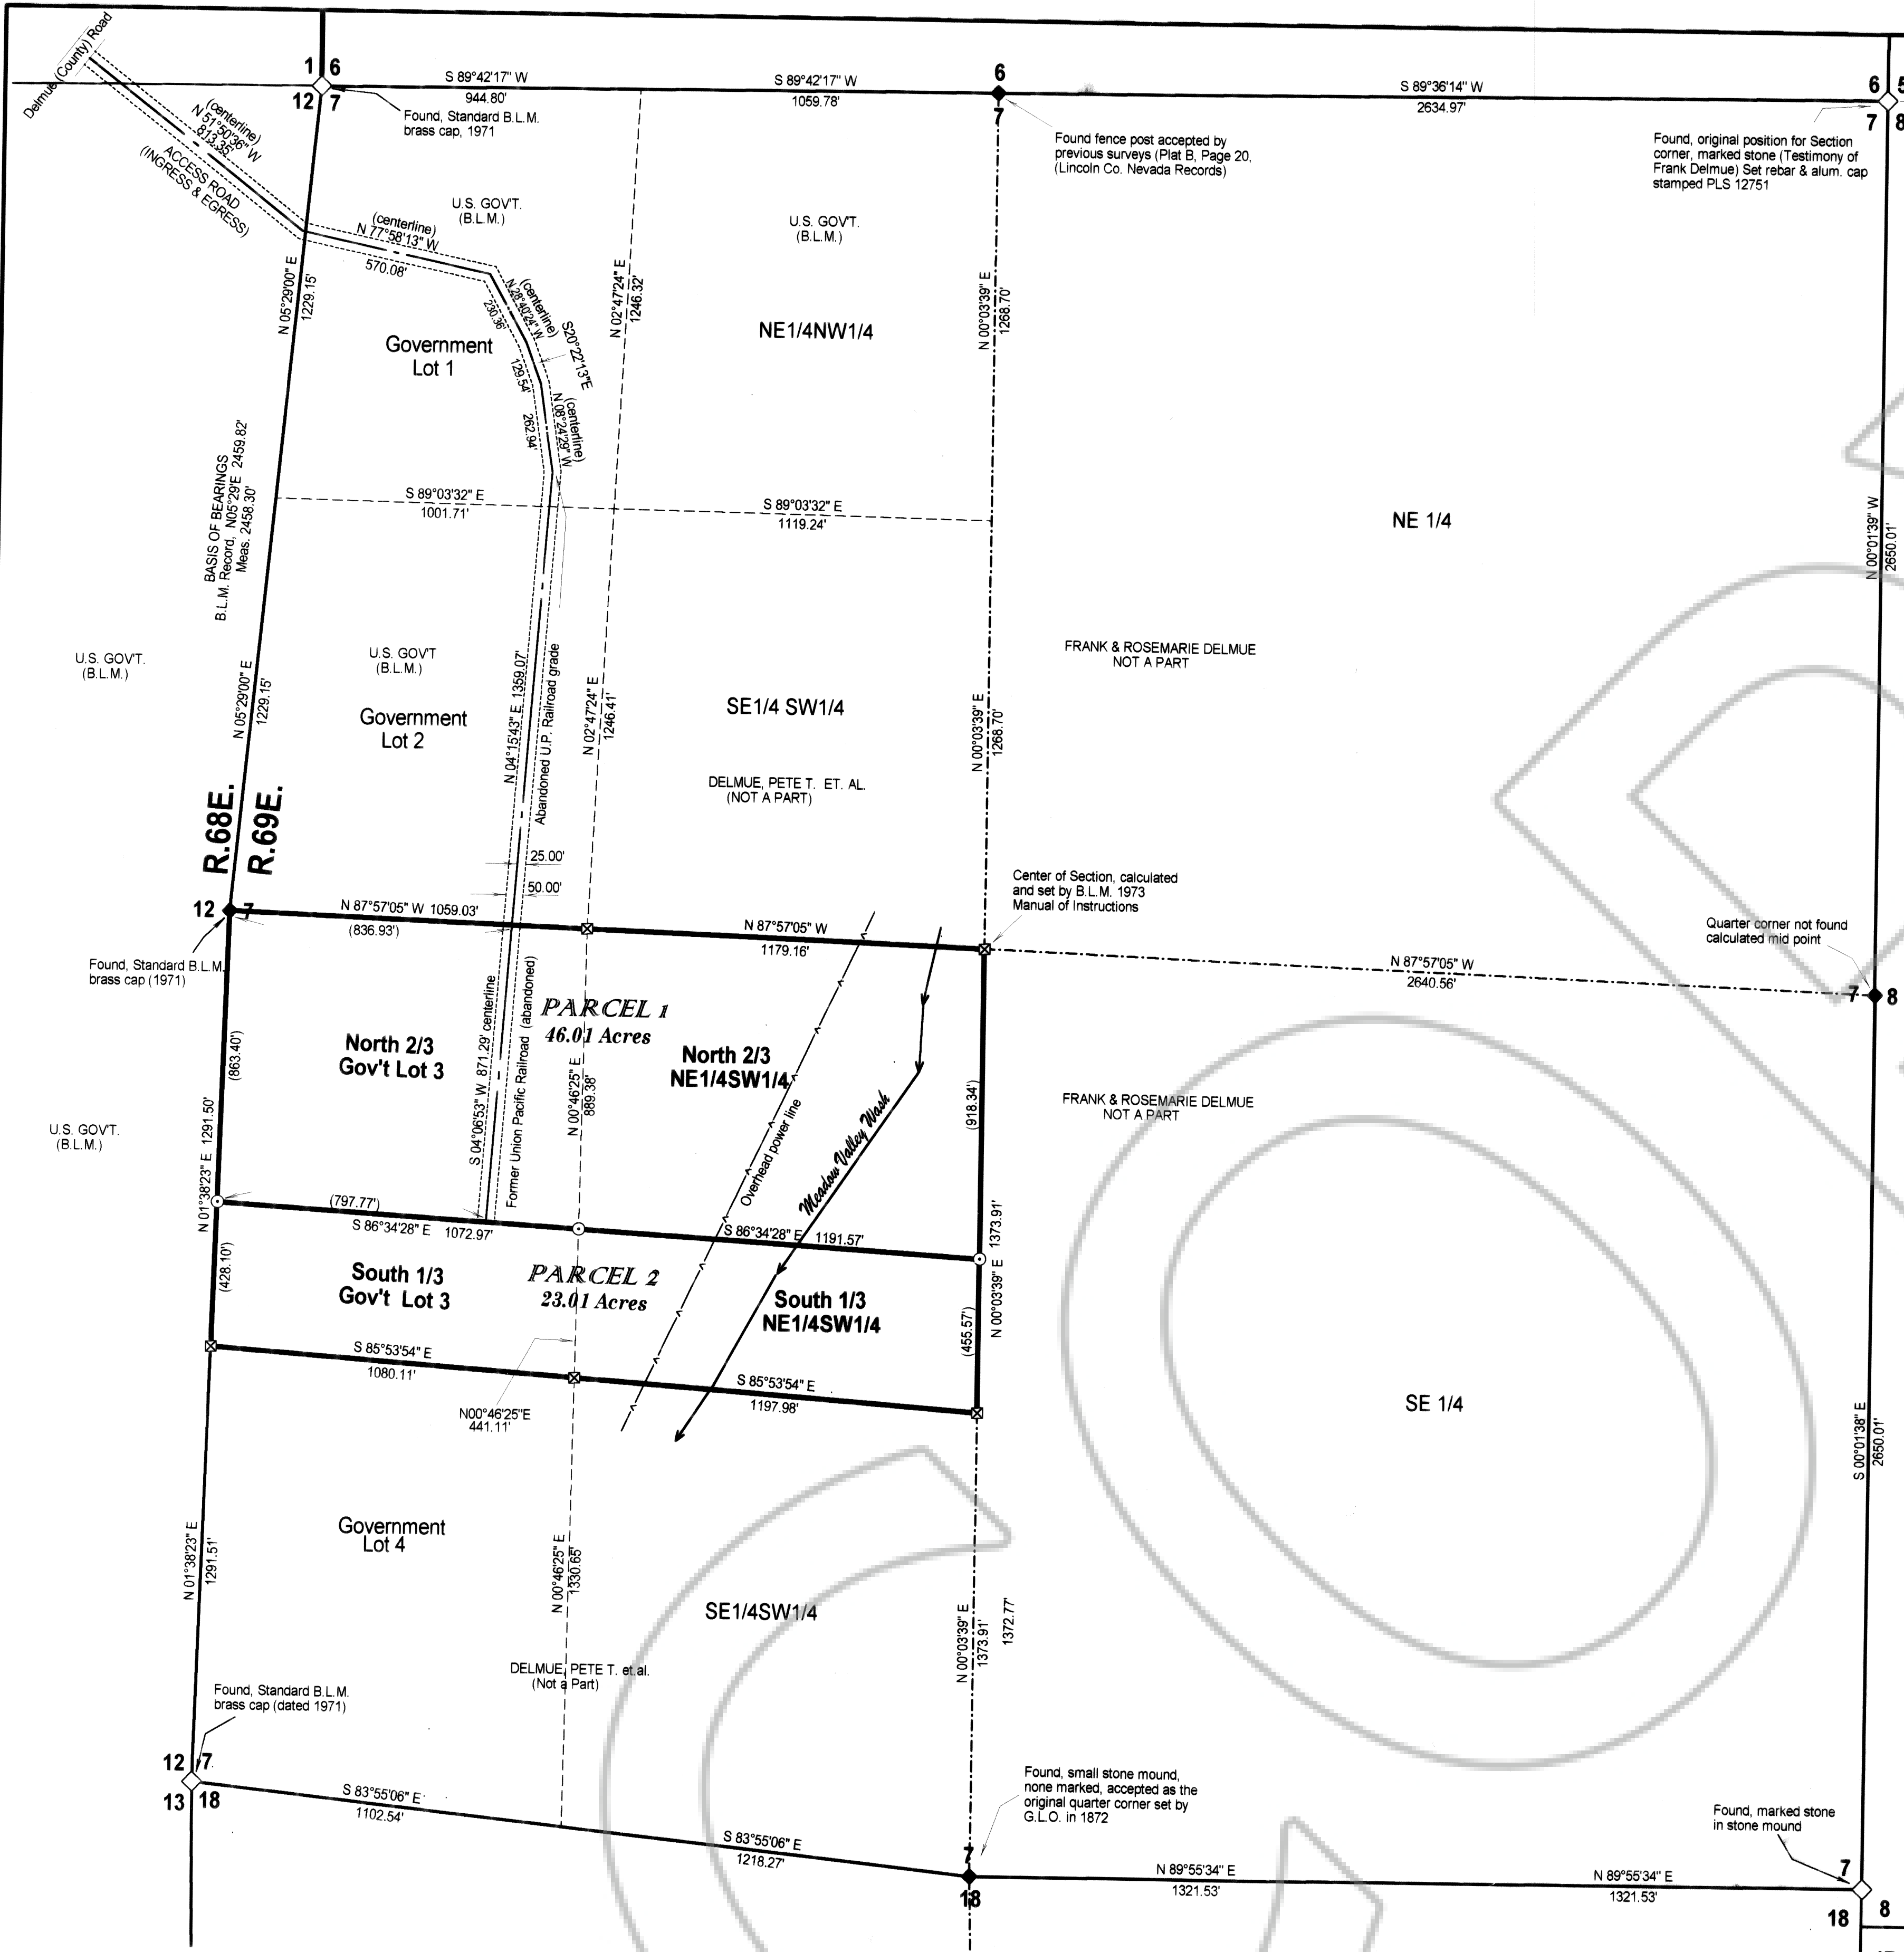 Delmue (County) Road
1 6
12 7
S 89°42'17" W
944.80'
S 89°42'17" W
1059.78'
6
7
S 89°36'14" W
2634.97'
6 5
7 8
Found, Standard B.L.M.
brass cap, 1971
Found fence post accepted by
previous surveys (Plat B, Page 20,
(Lincoln Co. Nevada Records)
Found, original position for Section
corner, marked stone (Testimony of
Frank Delmue) Set rebar & alum. cap
stamped PLS 12751
(centerline)
N 51°50'36" W
813.35'
ACCESS ROAD
(INGRESS & EGRESS)
(centerline)
N 77°58'13" W
570.08'
U.S. GOV'T.
(B.L.M.)
U.S. GOV'T.
(B.L.M.)
N 05°29'00" E
1229.15'
(centerline)
N 28°40'24" W
230.36'
S20°22'13"E
129.54'
(centerline)
N 08°24'29" W
262.94'
N 02°47'24" E
1246.32'
N 00°03'39" E
1268.70'
Government
Lot 1
NE1/4NW1/4
BASIS OF BEARINGS
B.L.M. Record, N05°29'E 2459.82'
Meas. 2458.30'
S 89°03'32" E
1001.71'
S 89°03'32" E
1119.24'
NE 1/4
N 00°01'39" W
2650.01'
U.S. GOV'T.
(B.L.M.)
N 05°29'00" E
1229.15'
U.S. GOV'T
(B.L.M.)
Government
Lot 2
N 04°15'43" E 1359.07'
Abandoned U.P. Railroad grade
N 02°47'24" E
1246.41'
SE1/4 SW1/4
N 00°03'39" E
1268.70'
FRANK & ROSEMARIE DELMUE
NOT A PART
DELMUE, PETE T. ET. AL.
(NOT A PART)
R.68E.
R.69E.
25.00'
50.00'
Center of Section, calculated
and set by B.L.M. 1973
Manual of Instructions
12 7
N 87°57'05" W 1059.03'
(836.93')
N 87°57'05" W
1179.16'
Quarter corner not found
calculated mid point
N 87°57'05" W
2640.56'
7 8
Found, Standard B.L.M.
brass cap (1971)
PARCEL 1
46.01 Acres
North 2/3
Gov't Lot 3
North 2/3
NE1/4SW1/4
(863.40')
S 04°06'53" W 871.29' centerline
Former Union Pacific Railroad (abandoned)
N 00°46'25" E
889.38'
Overhead power line
Meadow Valley Wash
(918.34')
FRANK & ROSEMARIE DELMUE
NOT A PART
U.S. GOV'T.
(B.L.M.)
N 01°38'23" E 1291.50'
(797.77')
S 86°34'28" E 1072.97'
S 86°34'28" E 1191.57'
N 00°03'39" E 1373.91'
(428.10')
South 1/3
Gov't Lot 3
PARCEL 2
23.01 Acres
South 1/3
NE1/4SW1/4
(455.57')
S 85°53'54" E
1080.11'
S 85°53'54" E
1197.98'
N00°46'25"E
441.11'
SE 1/4
S 00°01'38" E
2650.01'
N 01°38'23" E
1291.51'
Government
Lot 4
N 00°46'25" E
1330.65'
SE1/4SW1/4
N 00°03'39" E
1373.91'
1372.77'
DELMUE, PETE T. et.al.
(Not a Part)
Found, Standard B.L.M.
brass cap (dated 1971)
12 7
13 18
S 83°55'06" E
1102.54'
S 83°55'06" E
1218.27'
Found, small stone mound,
none marked, accepted as the
original quarter corner set by
G.L.O. in 1872
Found, marked stone
in stone mound
7
18
N 89°55'34" E
1321.53'
N 89°55'34" E
1321.53'
7
18 8